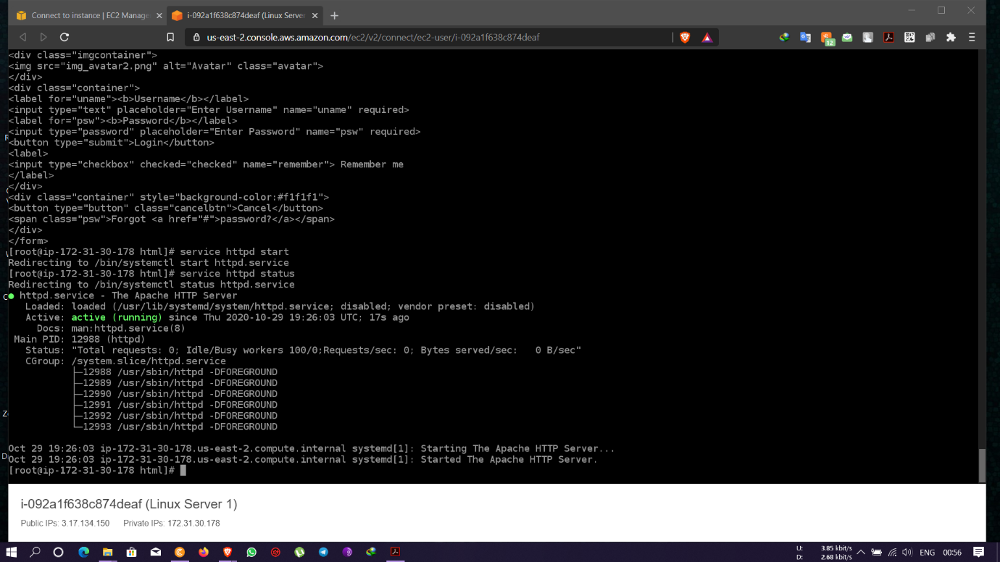 Connect to instance | EC2 Manage
i-092a1f638c874deaf (Linux Server
us-east-2.console.aws.amazon.com/ec2/v2/connect/ec2-user/i-092a1f638c874deaf
12
<div class="imgcontainer">
<img src="img_avatar2.png" alt="Avatar" class="avatar">
</div>
<div class="container">
<label for="uname"><b>Username</b></label>
<input type="text" placeholder="Enter Username" name="uname" required>
<label for="psw"><b>Password</b></label>
<input type="password" placeholder="Enter Password" name="psw" required>
<button type="submit">Login</button>
<label>
<input type="checkbox" checked="checked" name="remember"> Remember me
</label>
</div>
<div class="container" style="background-color:#f1f1f1">
<button type="button" class="cancelbtn">Cancel</button>
<span class="psw">Forgot <a href="#">password?</a></span>
</div>
</form>
[root@ip-172-31-30-178 html]# service httpd start
Redirecting to /bin/systemctl start httpd.service
[root@ip-172-31-30-178 html]# service httpd status
Redirecting to /bin/systemctl status httpd.service
● httpd.service - The Apache HTTP Server
Loaded: loaded (/usr/lib/systemd/system/httpd.service; disabled; vendor preset: disabled)
Active: active (running) since Thu 2020-10-29 19:26:03 UTC; 17s ago
Docs: man:httpd.service(8)
Main PID: 12988 (httpd)
Status: "Total requests: 0; Idle/Busy workers 100/0;Requests/sec: 0; Bytes served/sec:   0 B/sec"
CGroup: /system.slice/httpd.service
├─12988 /usr/sbin/httpd -DFOREGROUND
├─12989 /usr/sbin/httpd -DFOREGROUND
├─12990 /usr/sbin/httpd -DFOREGROUND
├─12991 /usr/sbin/httpd -DFOREGROUND
├─12992 /usr/sbin/httpd -DFOREGROUND
└─12993 /usr/sbin/httpd -DFOREGROUND
Oct 29 19:26:03 ip-172-31-30-178.us-east-2.compute.internal systemd[1]: Starting The Apache HTTP Server...
Oct 29 19:26:03 ip-172-31-30-178.us-east-2.compute.internal systemd[1]: Started The Apache HTTP Server.
[root@ip-172-31-30-178 html]#
i-092a1f638c874deaf (Linux Server 1)
Public IPs: 3.17.134.150 Private IPs: 172.31.30.178
U: 3.85 kbit/s
D: 2.68 kbit/s
ENG 00:56